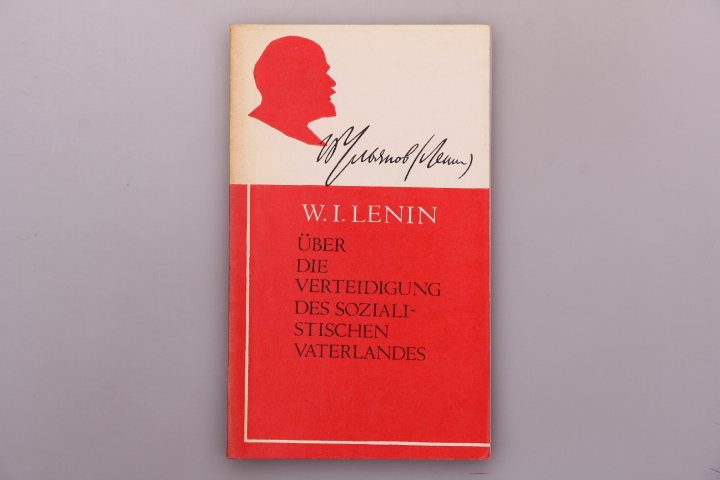 В Ульянов (Ленин)
W. I. LENIN
ÜBER
DIE
VERTEIDIGUNG
DES SOZIALI-
STISCHEN
VATERLANDES